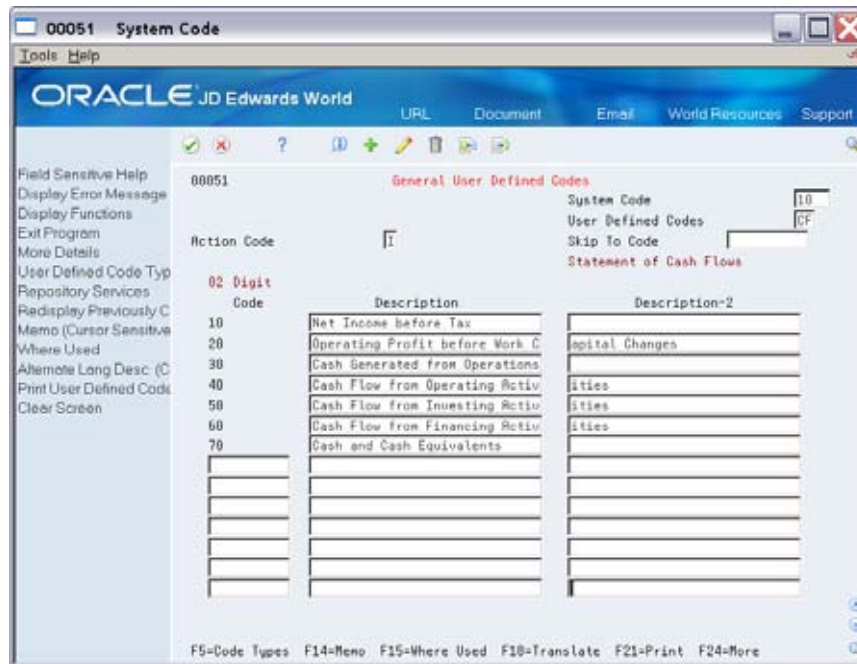 00051 System Code
Tools Help
ORACLE JD Edwards World
URL Document Email World Resources Support
Field Sensitive Help
Display Error Message
Display Functions
Exit Program
More Details
User Defined Code Typ
Repository Services
Redisplay Previously C
Memo (Cursor Sensitive
Where Used
Alternate Long Desc (C
Print User Defined Code
Clear Screen
00051 General User Defined Codes
System Code 10
User Defined Codes CF
Action Code I Skip To Code
Statement of Cash Flows
02 Digit
Code Description Description-2
10 Net Income before Tax
20 Operating Profit before Work C apital Changes
30 Cash Generated from Operations
40 Cash Flow from Operating Activ ities
50 Cash Flow from Investing Activ ities
60 Cash Flow from Financing Activ ities
70 Cash and Cash Equivalents
F5=Code Types F14=Memo F15=Where Used F18=Translate F21=Print F24=More